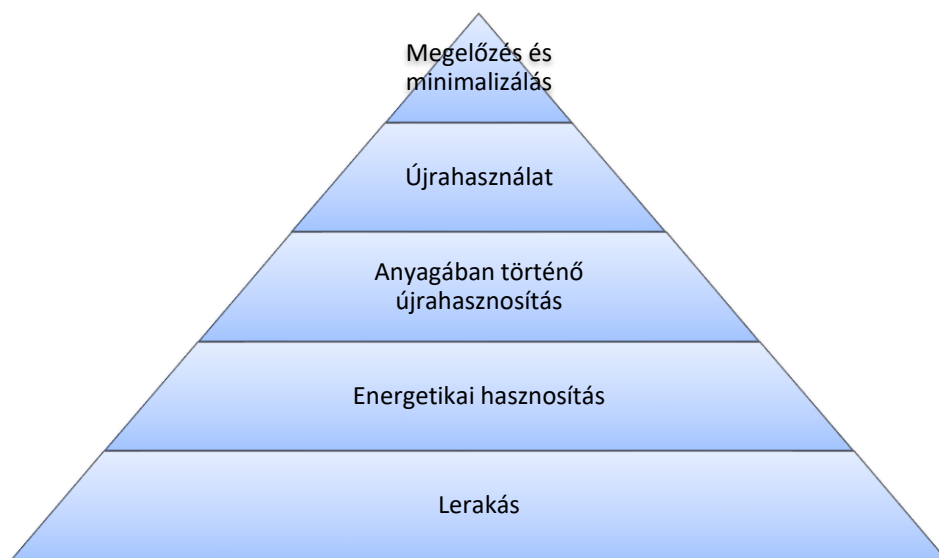 Megelőzés és
minimalizálás
Újrahasználat
Anyagában történő
újrahasznosítás
Energetikai hasznosítás
Lerakás